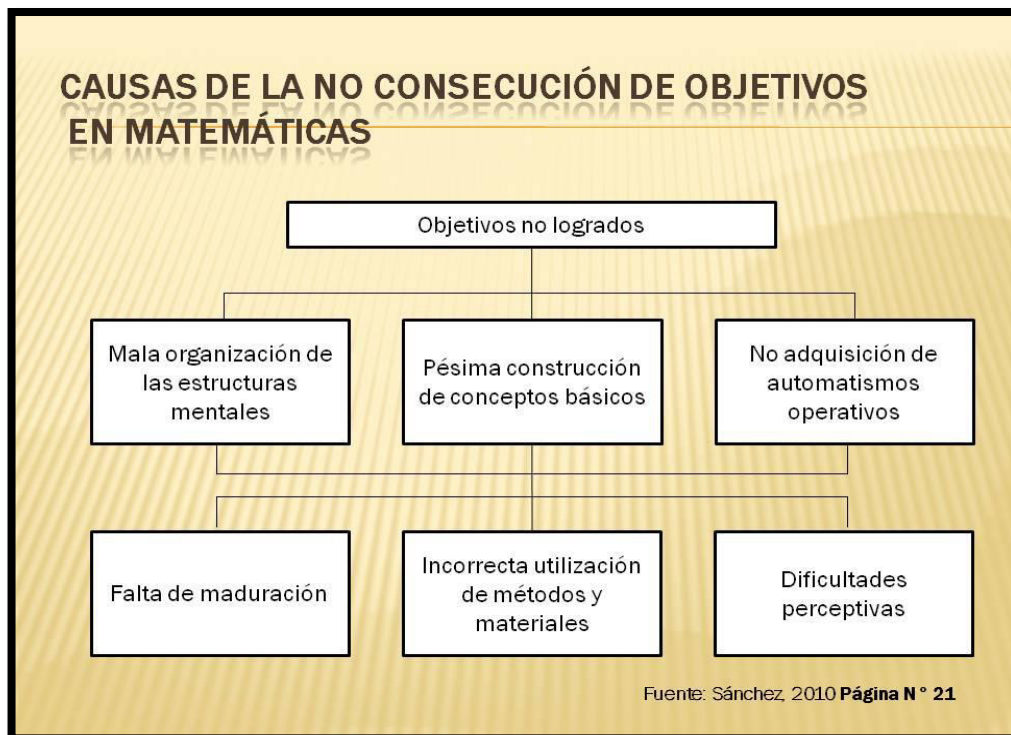 CAUSAS DE LA NO CONSECUCIÓN DE OBJETIVOS
EN MATEMÁTICAS
Objetivos no logrados
Mala organización de
las estructuras
mentales
Pésima construcción
de conceptos básicos
No adquisición de
automatismos
operativos
Falta de maduración
Incorrecta utilización
de métodos y
materiales
Dificultades
perceptivas
Fuente: Sánchez, 2010 Página N° 21